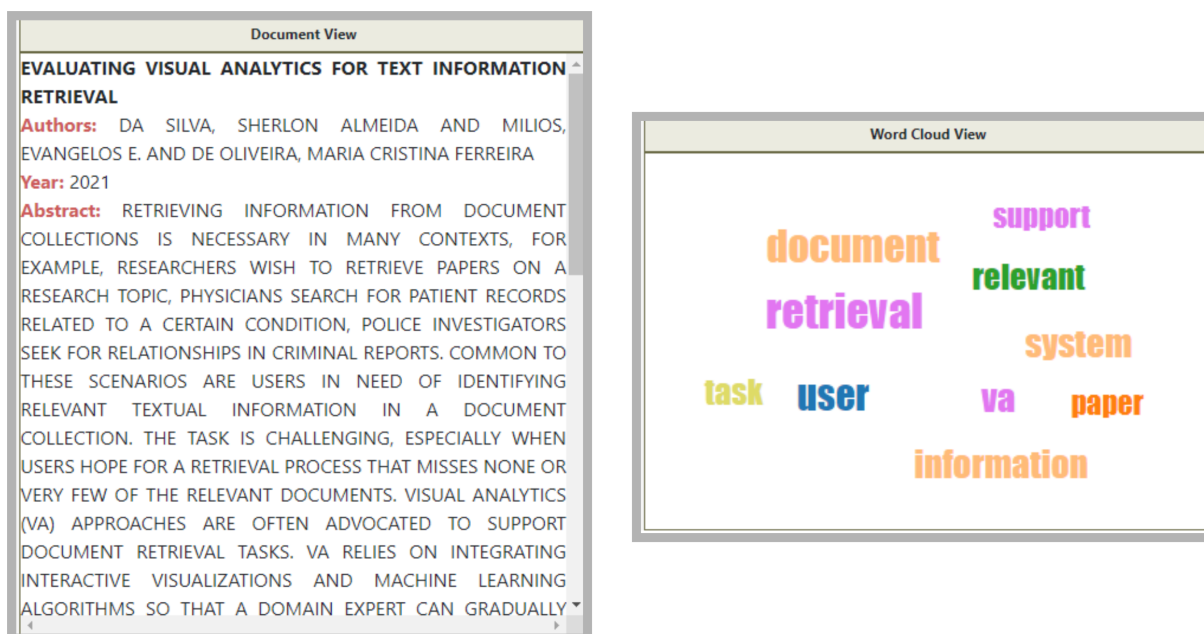 Document View
EVALUATING VISUAL ANALYTICS FOR TEXT INFORMATION
RETRIEVAL
Authors: DA SILVA, SHERLON ALMEIDA AND MILIOS,
EVANGELOS E. AND DE OLIVEIRA, MARIA CRISTINA FERREIRA
Year: 2021
Abstract: RETRIEVING INFORMATION FROM DOCUMENT
COLLECTIONS IS NECESSARY IN MANY CONTEXTS, FOR
EXAMPLE, RESEARCHERS WISH TO RETRIEVE PAPERS ON A
RESEARCH TOPIC, PHYSICIANS SEARCH FOR PATIENT RECORDS
RELATED TO A CERTAIN CONDITION, POLICE INVESTIGATORS
SEEK FOR RELATIONSHIPS IN CRIMINAL REPORTS. COMMON TO
THESE SCENARIOS ARE USERS IN NEED OF IDENTIFYING
RELEVANT TEXTUAL INFORMATION IN A DOCUMENT
COLLECTION. THE TASK IS CHALLENGING, ESPECIALLY WHEN
USERS HOPE FOR A RETRIEVAL PROCESS THAT MISSES NONE OR
VERY FEW OF THE RELEVANT DOCUMENTS. VISUAL ANALYTICS
(VA) APPROACHES ARE OFTEN ADVOCATED TO SUPPORT
DOCUMENT RETRIEVAL TASKS. VA RELIES ON INTEGRATING
INTERACTIVE VISUALIZATIONS AND MACHINE LEARNING
ALGORITHMS SO THAT A DOMAIN EXPERT CAN GRADUALLY
Word Cloud View
support
document
relevant
retrieval
system
task user va paper
information